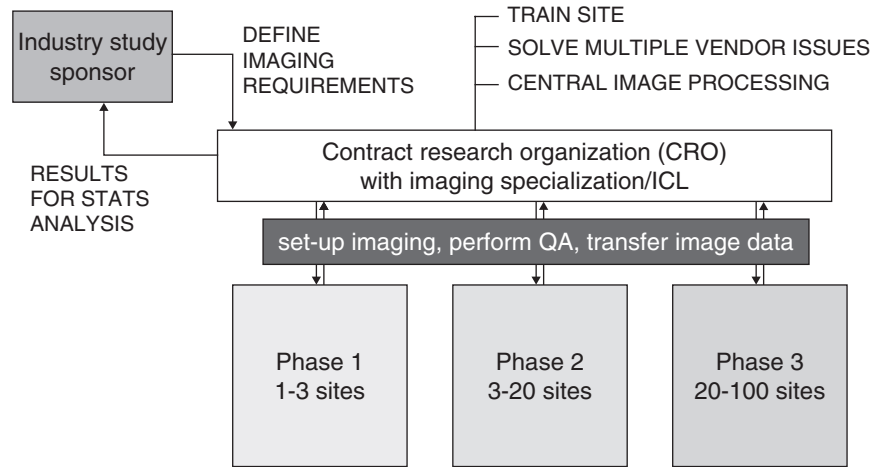 Industry study
sponsor
DEFINE
IMAGING
REQUIREMENTS
TRAIN SITE
SOLVE MULTIPLE VENDOR ISSUES
CENTRAL IMAGE PROCESSING
RESULTS
FOR STATS
ANALYSIS
Contract research organization (CRO)
with imaging specialization/ICL
set-up imaging, perform QA, transfer image data
Phase 1
1-3 sites
Phase 2
3-20 sites
Phase 3
20-100 sites